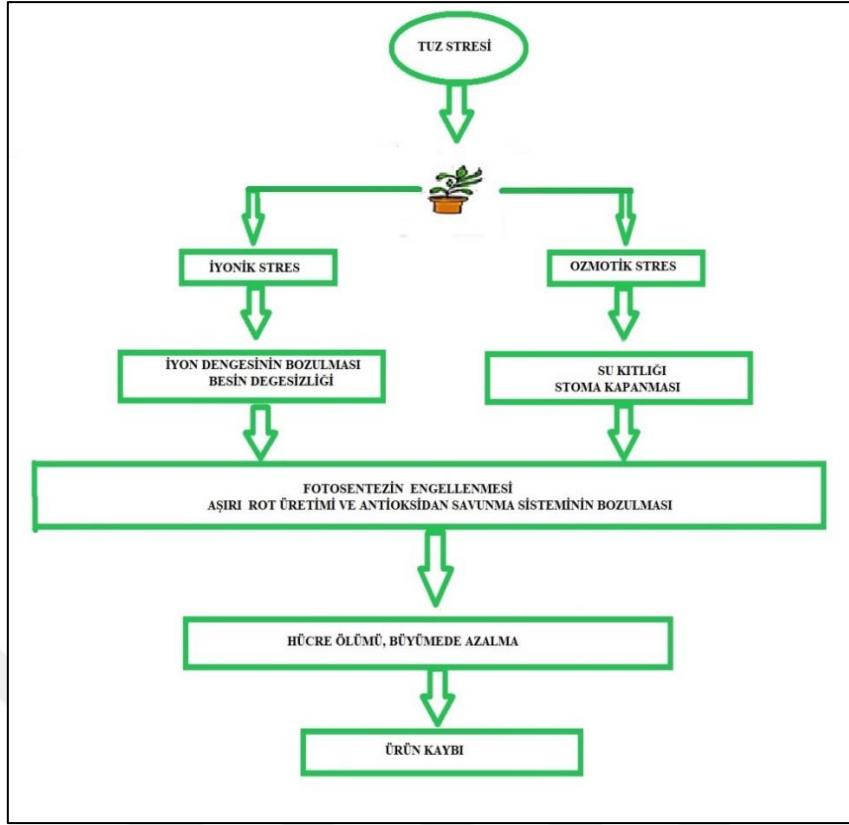 TUZ STRESİ
İYONİK STRES
OZMOTİK STRES
İYON DENGESİNİN BOZULMASI
BESİN DEGESİZLİĞİ
SU KITLIĞI
STOMA KAPANMASI
FOTOSENTEZİN ENGELLENMESİ
AŞIRI ROT ÜRETİMİ VE ANTİOKSİDAN SAVUNMA SİSTEMİNİN BOZULMASI
HÜCRE ÖLÜMÜ, BÜYÜMEDE AZALMA
ÜRÜN KAYBI